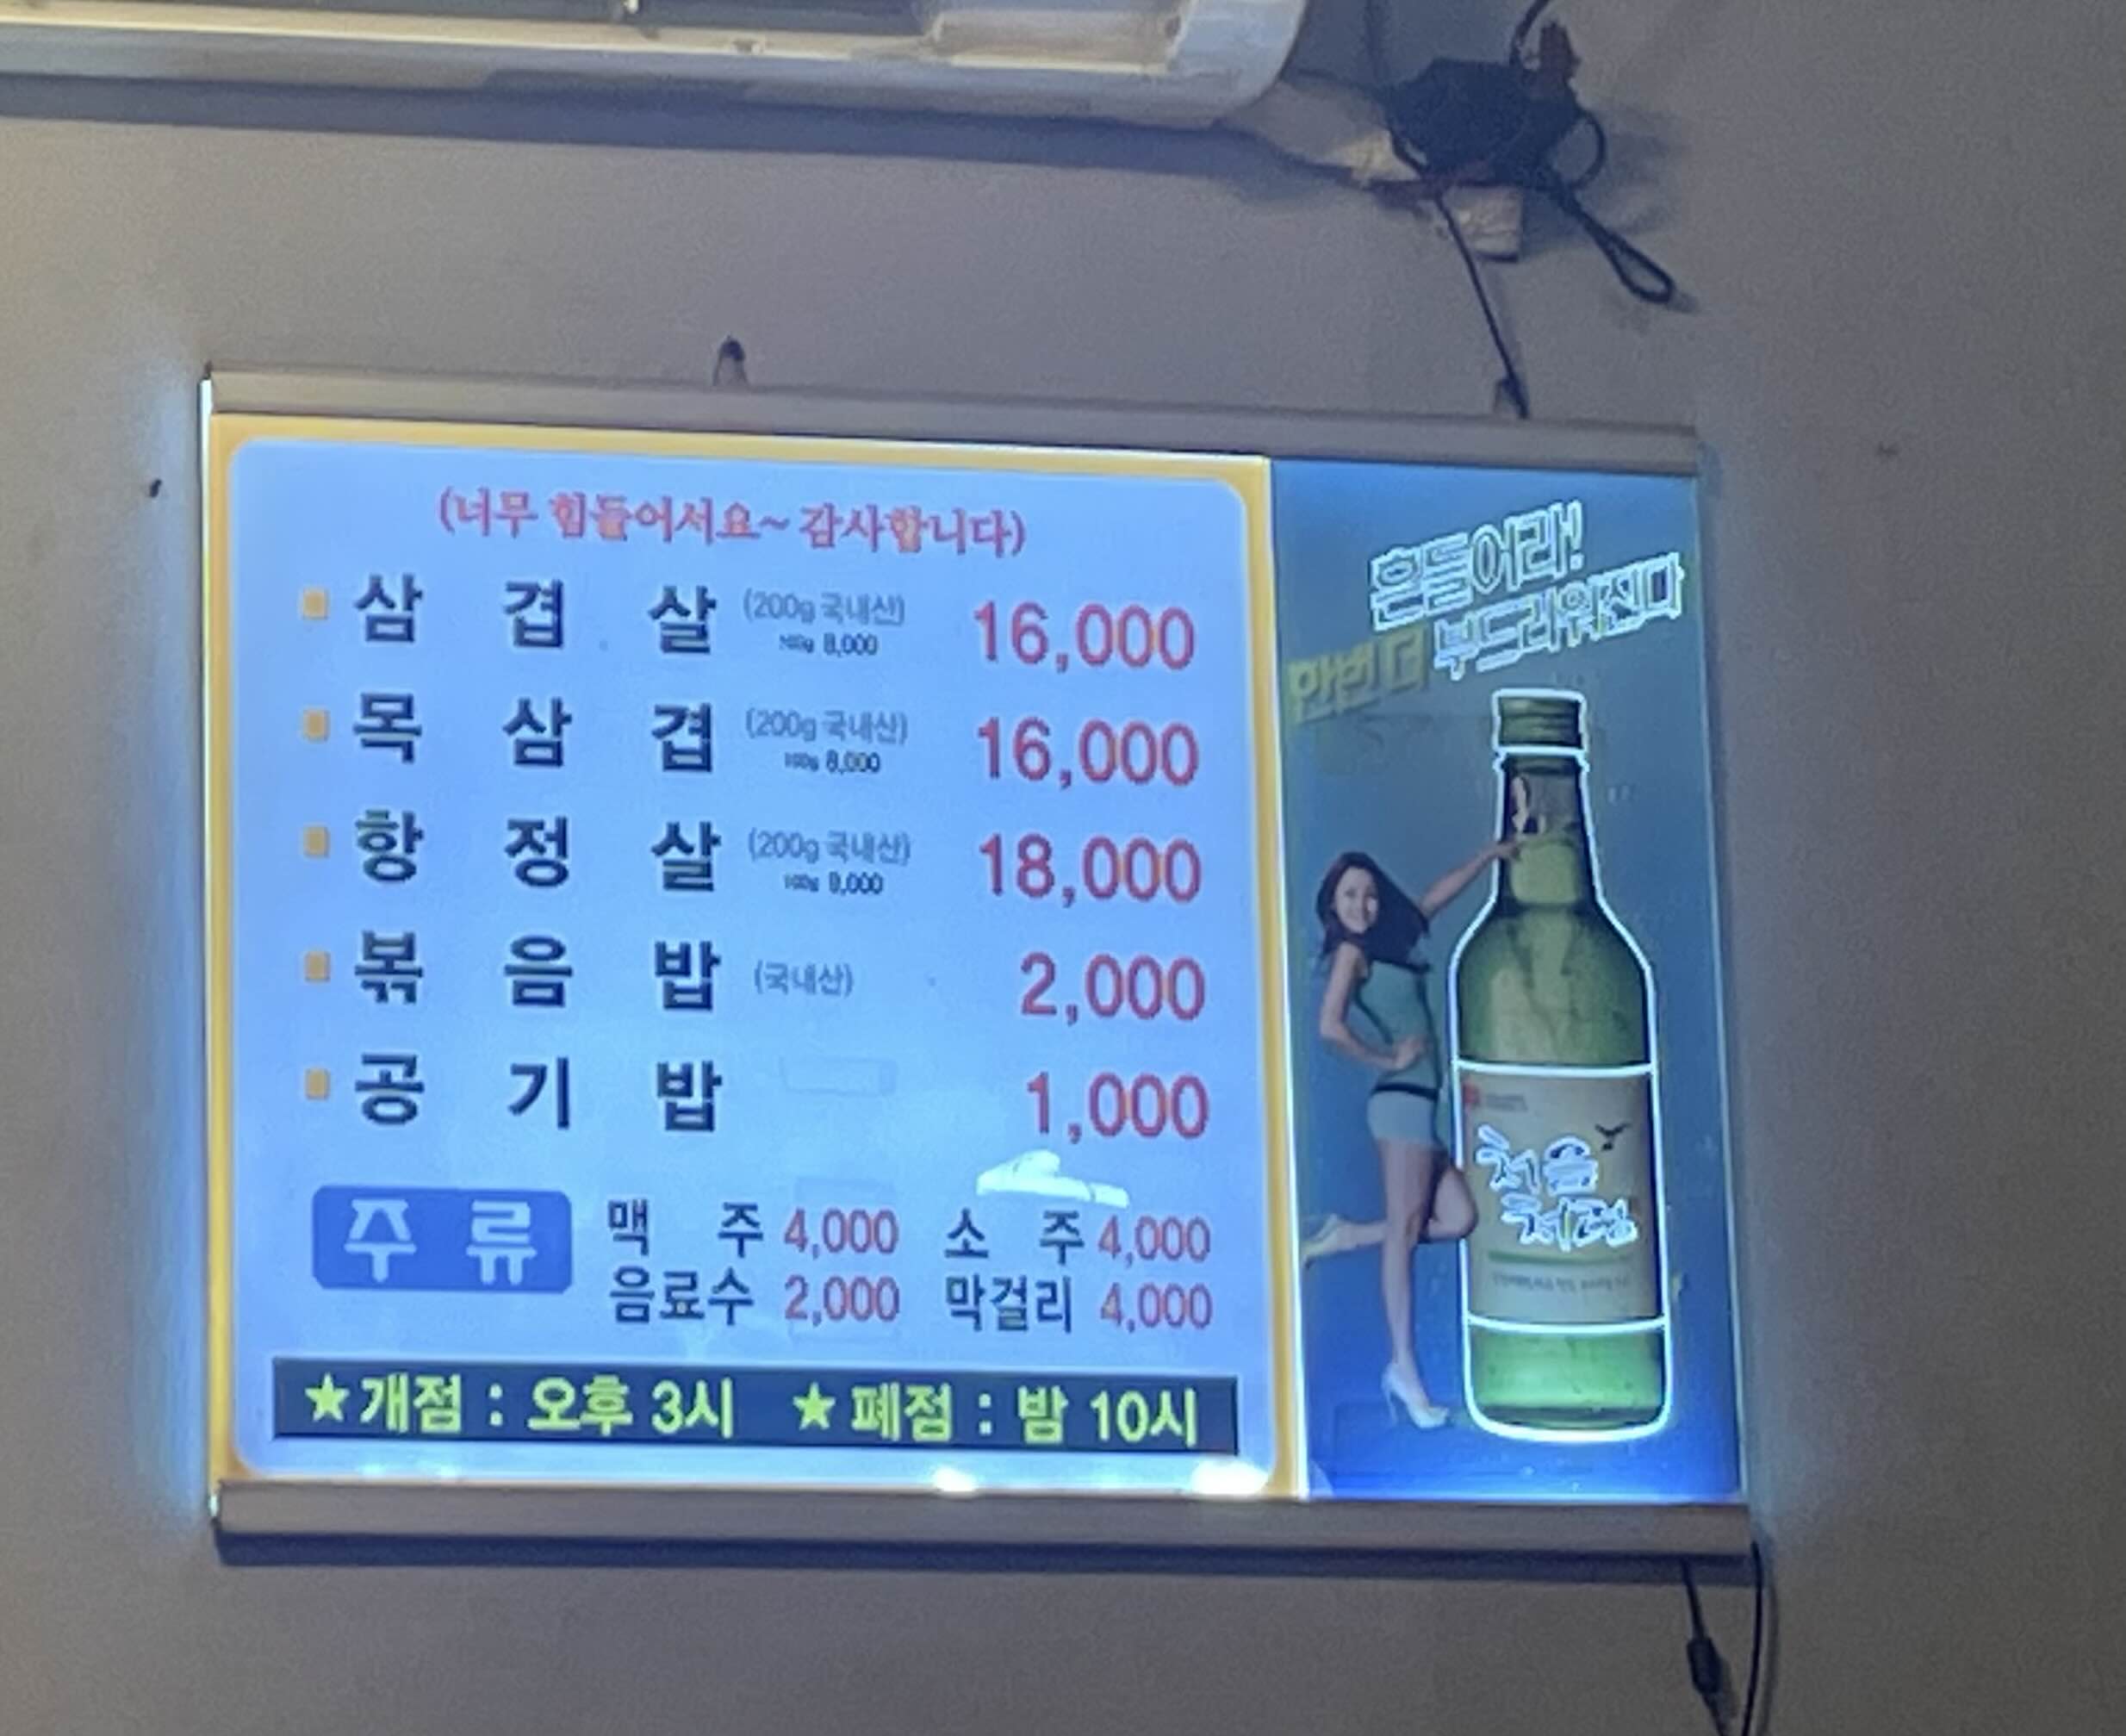 (너무 힘들어서요~ 감사합니다)
삼 겹 살 (200g 국내산) 16,000
100g 8,000
목 삼 겹 (200g 국내산) 16,000
100g 8,000
항 정 살 (200g 국내산) 18,000
100g 9,000
볶 음 밥 (국내산) 2,000
공 기 밥 1,000
주 류
맥 주 4,000 소 주 4,000
음료수 2,000 막걸리 4,000
★개점 : 오후 3시 ★폐점 : 밤 10시
흔들어라!
한번 더 부드러워진다
처음
처럼